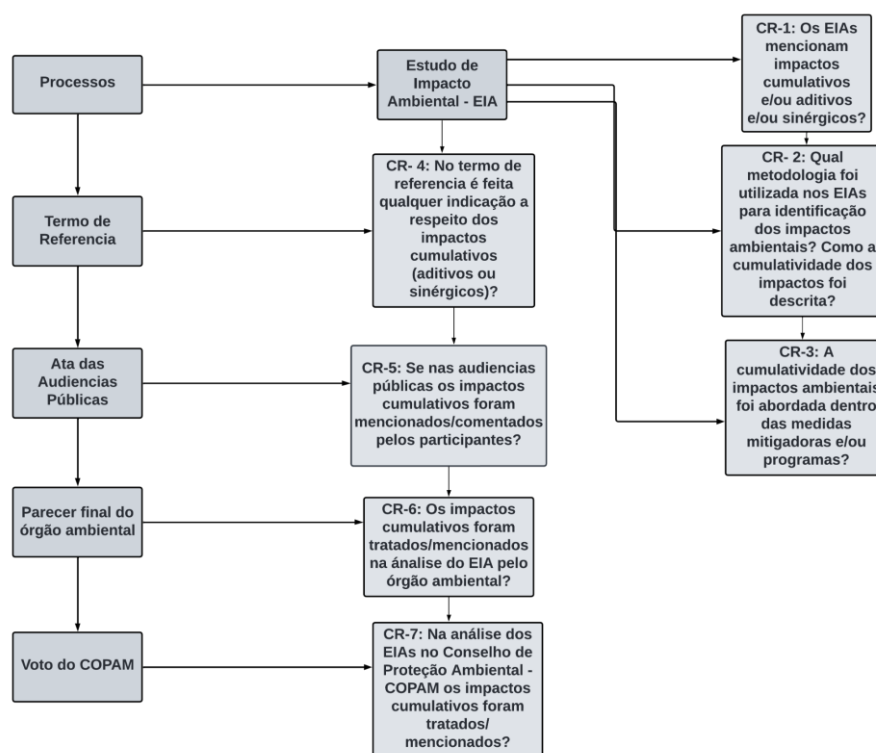 Processos
Estudo de
Impacto
Ambiental - EIA
CR-1: Os EIAs
mencionam
impactos
cumulativos
e/ou aditivos
e/ou sinérgicos?
Termo de
Referencia
CR- 4: No termo de
referencia é feita
qualquer indicação a
respeito dos
impactos
cumulativos
(aditivos ou
sinérgicos)?
CR- 2: Qual
metodologia foi
utilizada nos EIAs
para identificação
dos impactos
ambientais? Como a
cumulatividade dos
impactos foi
descrita?
Ata das
Audiencias
Públicas
CR-5: Se nas audiencias
públicas os impactos
cumulativos foram
mencionados/comentados
pelos participantes?
CR-3: A
cumulatividade dos
impactos ambientais
foi abordada dentro
das medidas
mitigadoras e/ou
programas?
Parecer final do
órgão ambiental
CR-6: Os impactos
cumulativos foram
tratados/mencionados
na ánalise do EIA pelo
órgão ambiental?
Voto do COPAM
CR-7: Na análise dos
EIAs no Conselho de
Proteção Ambiental -
COPAM os impactos
cumulativos foram
tratados/
mencionados?